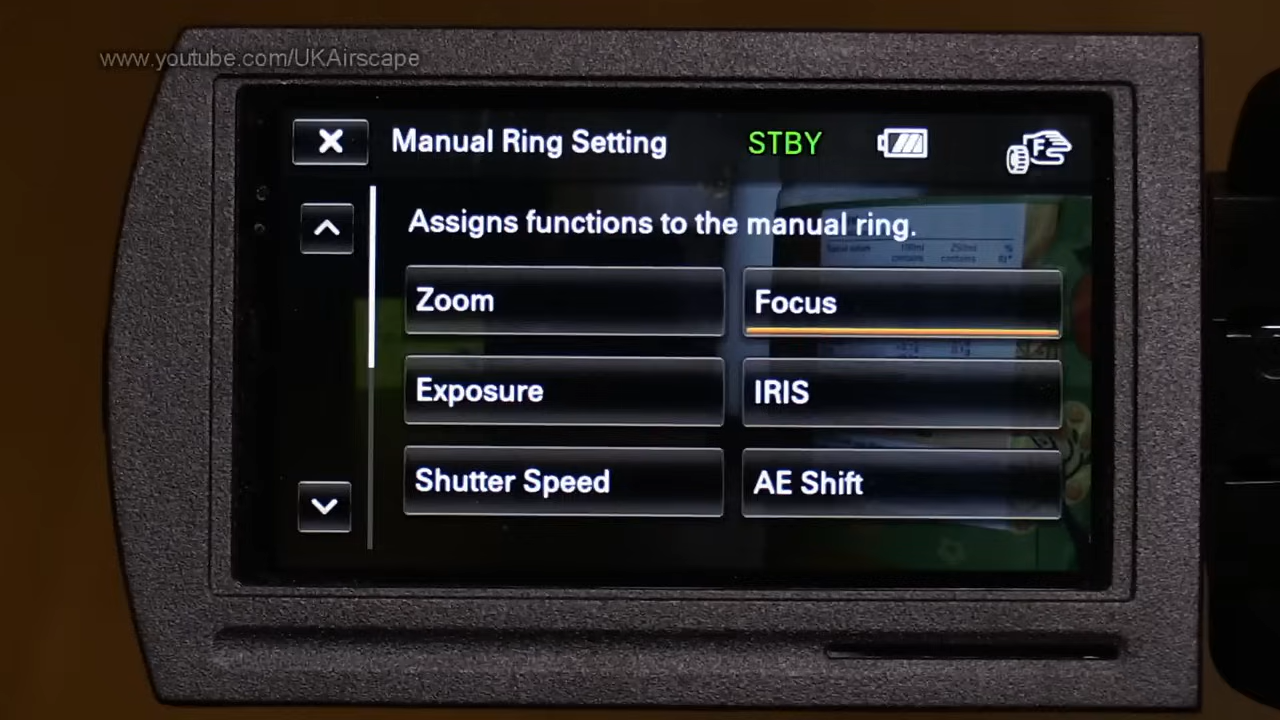 www.youtube.com/UKAirscape
Manual Ring Setting
STBY
F
Assigns functions to the manual ring.
Zoom
Focus
Exposure
IRIS
Shutter Speed
AE Shift